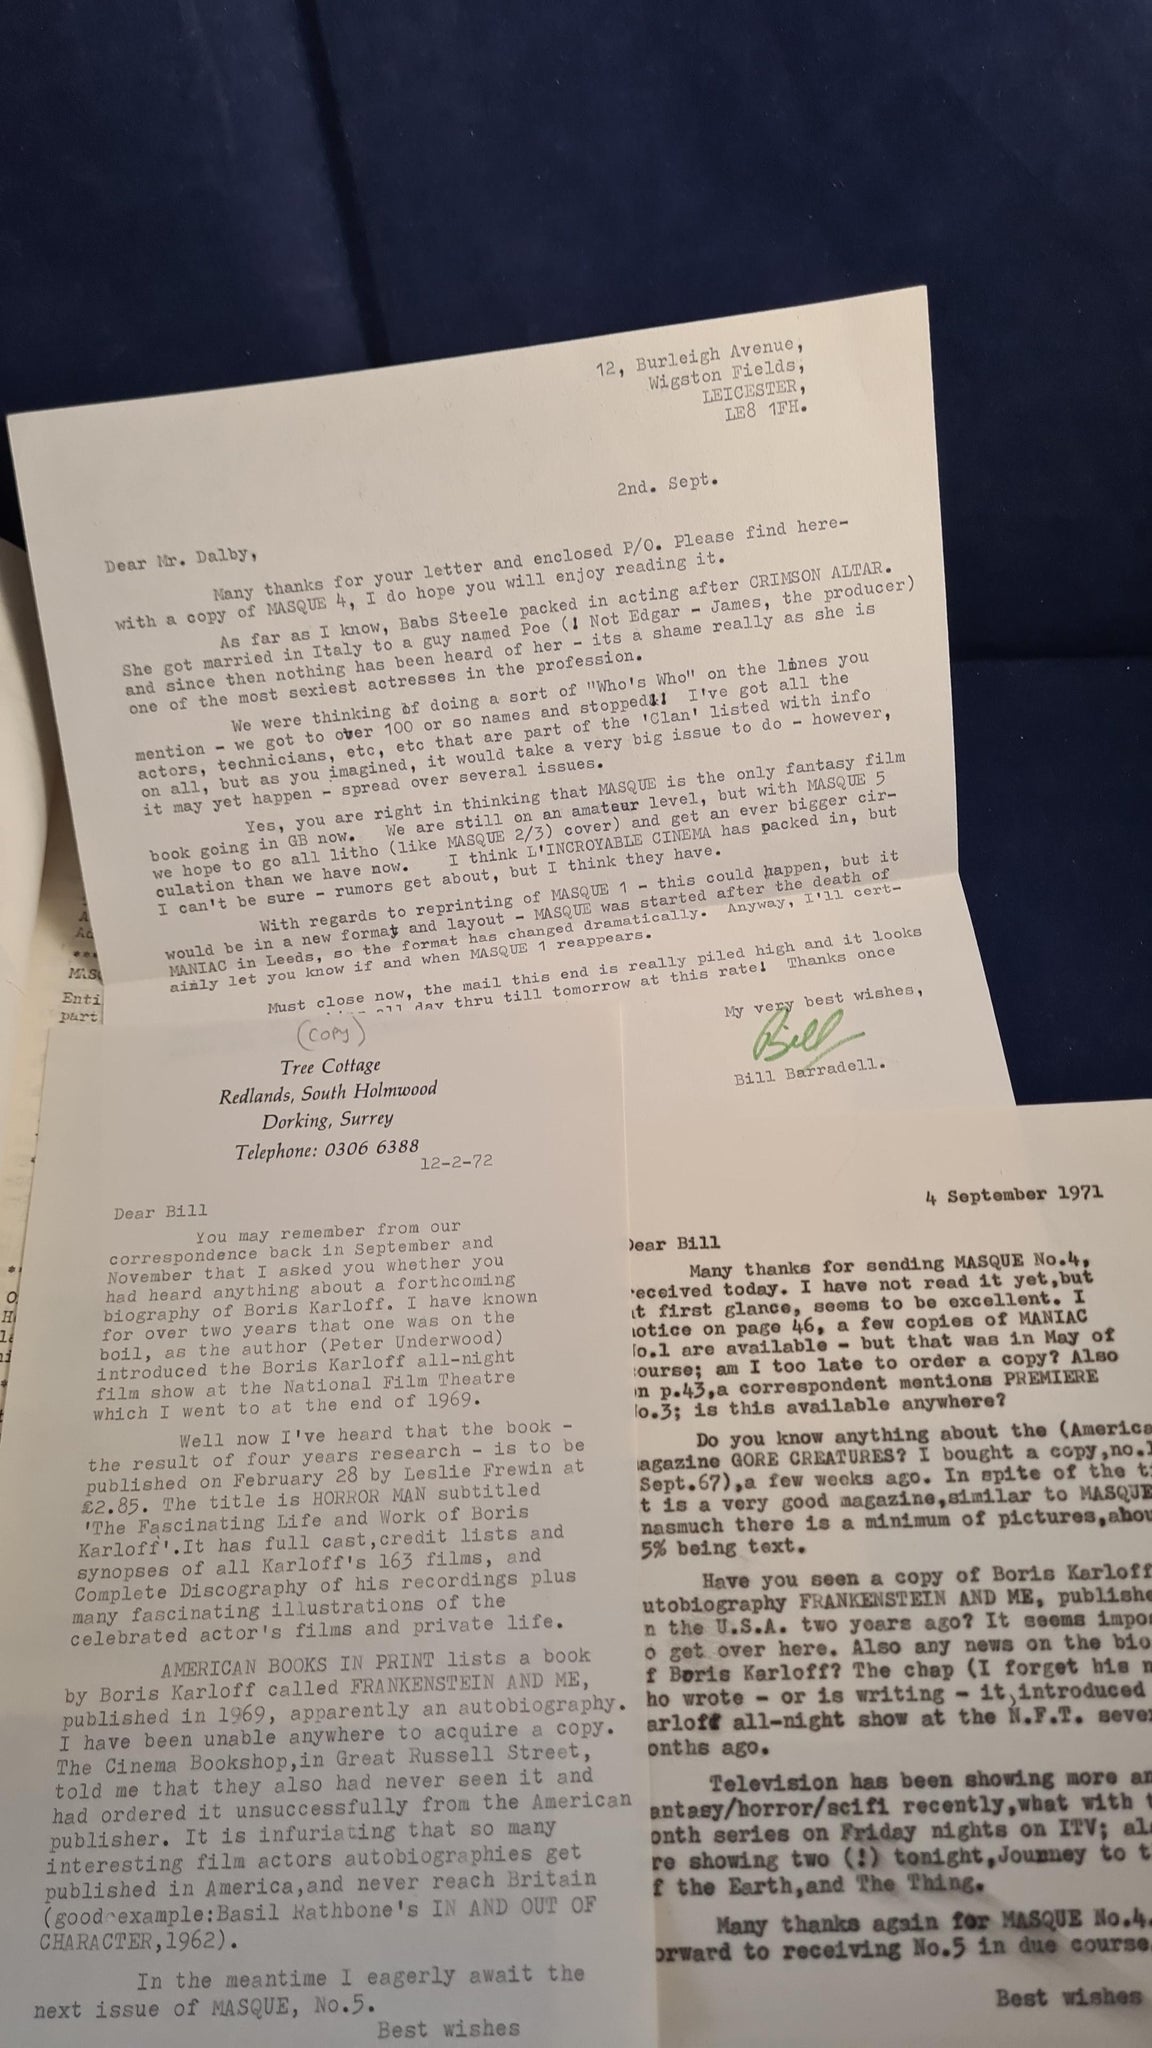 12, Burleigh Avenue,
Wigston Fields,
LEICESTER,
LE8 1FH.
2nd. Sept.
Dear Mr. Dalby,
Many thanks for your letter and enclosed P/O. Please find here-
with a copy of MASQUE 4, I do hope you will enjoy reading it.
As far as I know, Babs Steele packed in acting after CRIMSON ALTAR.
She got married in Italy to a guy named Poe (! Not Edgar - James, the producer)
and since then nothing has been heard of her - its a shame really as she is
one of the most sexiest actresses in the profession.
We were thinking of doing a sort of "Who's Who" on the lines you
mention - we got to over 100 or so names and stopped!! I've got all the
actors, technicians, etc, etc that are part of the 'Clan' listed with info
on all, but as you imagined, it would take a very big issue to do - however,
it may yet happen - spread over several issues.
Yes, you are right in thinking that MASQUE is the only fantasy film
book going in GB now. We are still on an amateur level, but with MASQUE 5
we hope to go all litho (like MASQUE 2/3) cover) and get an ever bigger cir-
culation than we have now. I think L'INCROYABLE CINEMA has packed in, but
I can't be sure - rumors get about, but I think they have.
With regards to reprinting of MASQUE 1 - this could happen, but it
would be in a new format and layout - MASQUE was started after the death of
MANIAC in Leeds, so the format has changed dramatically. Anyway, I'll cert-
ainly let you know if and when MASQUE 1 reappears.
Must close now, the mail this end is really piled high and it looks
all day thru till tomorrow at this rate! Thanks once
My very best wishes,
Bill
Bill Barradell.
MAS
Enti
part
(COPY)
Tree Cottage
Redlands, South Holmwood
Dorking, Surrey
Telephone: 0306 6388
12-2-72
Dear Bill
You may remember from our
correspondence back in September and
November that I asked you whether you
had heard anything about a forthcoming
biography of Boris Karloff. I have known
for over two years that one was on the
boil, as the author (Peter Underwood)
introduced the Boris Karloff all-night
film show at the National Film Theatre
which I went to at the end of 1969.
Well now I've heard that the book -
the result of four years research - is to be
published on February 28 by Leslie Frewin at
£2.85. The title is HORROR MAN subtitled
'The Fascinating Life and Work of Boris
Karloff'.It has full cast,credit lists and
synopses of all Karloff's 163 films, and
Complete Discography of his recordings plus
many fascinating illustrations of the
celebrated actor's films and private life.
AMERICAN BOOKS IN PRINT lists a book
by Boris Karloff called FRANKENSTEIN AND ME,
published in 1969, apparently an autobiography.
I have been unable anywhere to acquire a copy.
The Cinema Bookshop,in Great Russell Street,
told me that they also had never seen it and
had ordered it unsuccessfully from the American
publisher. It is infuriating that so many
interesting film actors autobiographies get
published in America,and never reach Britain
(good example:Basil Rathbone's IN AND OUT OF
CHARACTER,1962).
In the meantime I eagerly await the
next issue of MASQUE, No.5.
Best wishes
4 September 1971
Dear Bill
Many thanks for sending MASQUE No.4,
eceived today. I have not read it yet,but
t first glance, seems to be excellent. I
otice on page 46, a few copies of MANIAC
o.1 are available - but that was in May of
ourse; am I too late to order a copy? Also
n p.43,a correspondent mentions PREMIERE
o.3; is this available anywhere?
Do you know anything about the (America
agazine GORE CREATURES? I bought a copy,no.1
Sept.67),a few weeks ago. In spite of the ti
t is a very good magazine,similar to MASQUE
nasmuch there is a minimum of pictures,abou
5% being text.
Have you seen a copy of Boris Karloff
utobiography FRANKENSTEIN AND ME, publishe
n the U.S.A. two years ago? It seems impos
o get over here. Also any news on the bio
f Boris Karloff? The chap (I forget his n
ho wrote - or is writing - it,introduced
arloff all-night show at the N.F.T. seve
onths ago.
Television has been showing more an
antasy/horror/scifi recently,what with t
onth series on Friday nights on ITV; als
re showing two (!) tonight,Journey to t
f the Earth,and The Thing.
Many thanks again for MASQUE No.4.
orward to receiving No.5 in due course
Best wishes